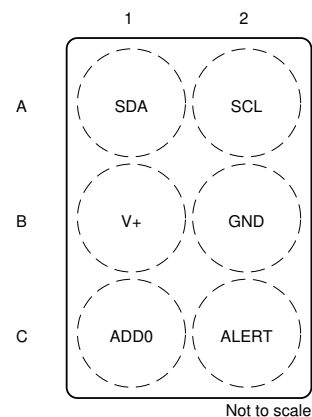 1 2
A SDA SCL
B V+ GND
C ADD0 ALERT
Not to scale